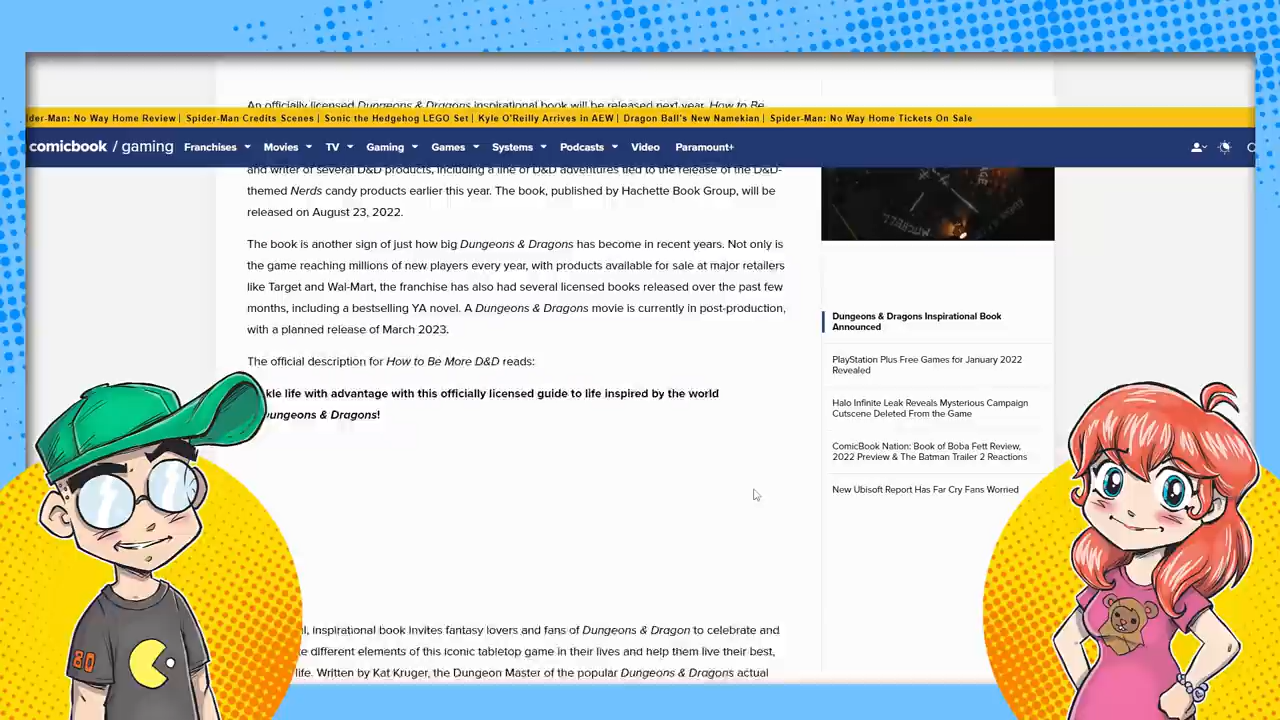 An officially licensed Dungeons & Dragons inspirational book will be released next year. How to Be
der-Man: No Way Home Review | Spider-Man Credits Scenes | Sonic the Hedgehog LEGO Set | Kyle O'Reilly Arrives in AEW | Dragon Ball's New Namekian | Spider-Man: No Way Home Tickets On Sale
comicbook / gaming Franchises Movies TV Gaming Games Systems Podcasts Video Paramount+
and writer of several D&D products, including a line of D&D adventures tied to the release of the D&D-
themed Nerds candy products earlier this year. The book, published by Hachette Book Group, will be
released on August 23, 2022.
The book is another sign of just how big Dungeons & Dragons has become in recent years. Not only is
the game reaching millions of new players every year, with products available for sale at major retailers
like Target and Wal-Mart, the franchise has also had several licensed books released over the past few
months, including a bestselling YA novel. A Dungeons & Dragons movie is currently in post-production,
with a planned release of March 2023.
The official description for How to Be More D&D reads:
kle life with advantage with this officially licensed guide to life inspired by the world
ungeons & Dragons!
l, inspirational book invites fantasy lovers and fans of Dungeons & Dragon to celebrate and
e different elements of this iconic tabletop game in their lives and help them live their best,
life. Written by Kat Kruger, the Dungeon Master of the popular Dungeons & Dragons actual
MITCHELL
Dungeons & Dragons Inspirational Book
Announced
PlayStation Plus Free Games for January 2022
Revealed
Halo Infinite Leak Reveals Mysterious Campaign
Cutscene Deleted From the Game
ComicBook Nation: Book of Boba Fett Review,
2022 Preview & The Batman Trailer 2 Reactions
New Ubisoft Report Has Far Cry Fans Worried
80